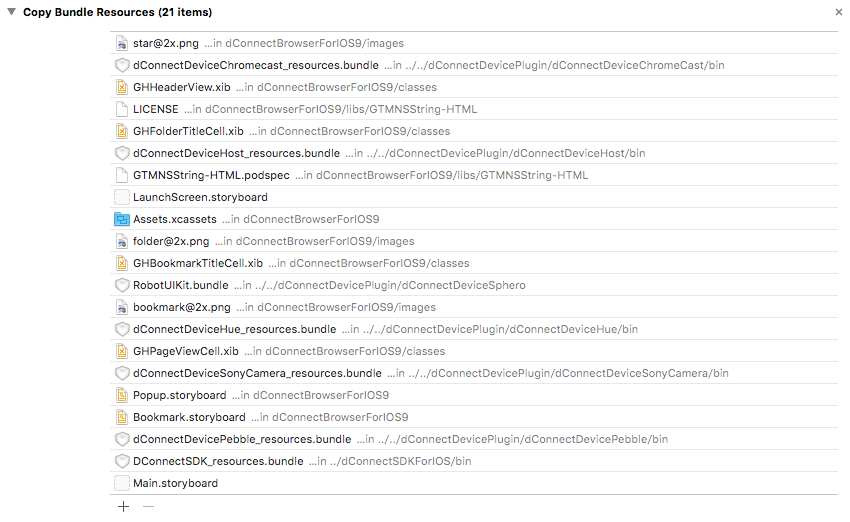 Copy Bundle Resources (21 items)
star@2x.png ...in dConnectBrowserForIOS9/images
dConnectDeviceChromecast_resources.bundle ...in ../../dConnectDevicePlugin/dConnectDeviceChromeCast/bin
GHHeaderView.xib ...in dConnectBrowserForIOS9/classes
LICENSE ...in dConnectBrowserForIOS9/libs/GTMNSString-HTML
GHFolderTitleCell.xib ...in dConnectBrowserForIOS9/classes
dConnectDeviceHost_resources.bundle ...in ../../dConnectDevicePlugin/dConnectDeviceHost/bin
GTMNSString-HTML.podspec ...in dConnectBrowserForIOS9/libs/GTMNSString-HTML
LaunchScreen.storyboard
Assets.xcassets ...in dConnectBrowserForIOS9
folder@2x.png ...in dConnectBrowserForIOS9/images
GHBookmarkTitleCell.xib ...in dConnectBrowserForIOS9/classes
RobotUIKit.bundle ...in ../../dConnectDevicePlugin/dConnectDeviceSphero
bookmark@2x.png ...in dConnectBrowserForIOS9/images
dConnectDeviceHue_resources.bundle ...in ../../dConnectDevicePlugin/dConnectDeviceHue/bin
GHPageViewCell.xib ...in dConnectBrowserForIOS9/classes
dConnectDeviceSonyCamera_resources.bundle ...in ../../dConnectDevicePlugin/dConnectDeviceSonyCamera/bin
Popup.storyboard ...in dConnectBrowserForIOS9
Bookmark.storyboard ...in dConnectBrowserForIOS9
dConnectDevicePebble_resources.bundle ...in ../../dConnectDevicePlugin/dConnectDevicePebble/bin
DConnectSDK_resources.bundle ...in ../dConnectSDKForIOS/bin
Main.storyboard